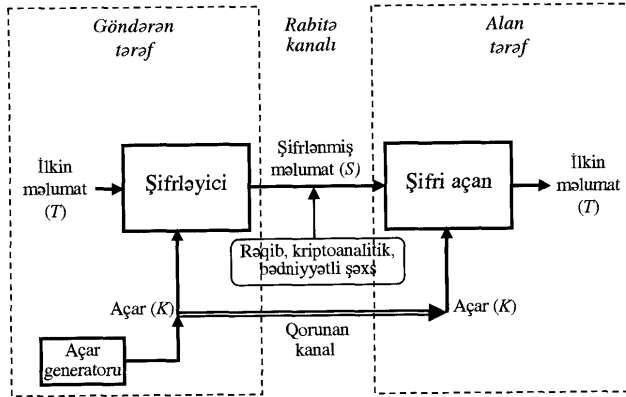 Göndərən
tərəf
Rabitə
kanalı
Alan
tərəf
İlkin
məlumat
(T)
Şifrləyici
Şifrlənmiş
məlumat (S)
Şifri açan
İlkin
məlumat
(T)
Rəqib, kriptoanalitik,
bədniyyətli şəxs
Açar (K)
Açar (K)
Qorunan
kanal
Açar
generatoru